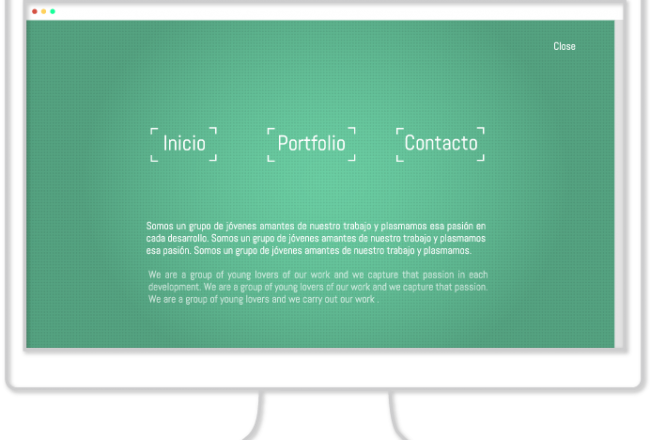 Close
Inicio Portfolio Contacto
Somos un grupo de jóvenes amantes de nuestro trabajo y plasmamos esa pasión en
cada desarollo. Somos un grupo de jóvenes amantes de nuestro trabajo y plasmamos
esa pasión. Somos un grupo de jóvenes amantes de nuestro trabajo y plasmamos.
We are a group of young lovers of our work and we capture that passion in each
development. We are a group of young lovers of our work and we capture that passion.
We are a group of young lovers and we carry out our work .